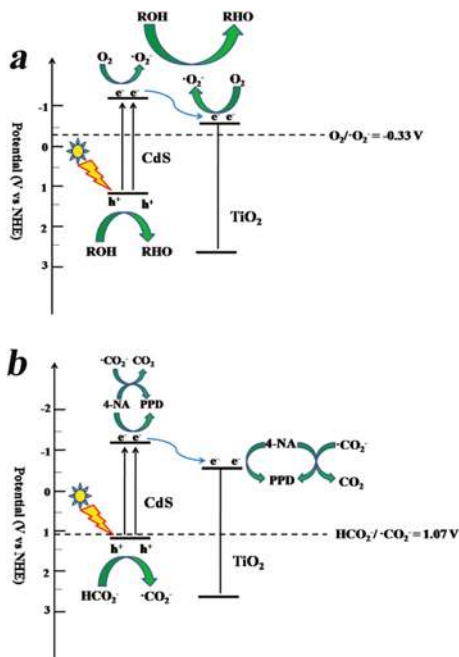 a
ROH RHO
O₂ ·O₂⁻
·O₂⁻ O₂
e⁻ e⁻
e⁻ e⁻
-1
O₂/·O₂⁻ = -0.33 V
0
CdS
1
h⁺ h⁺
TiO₂
2
ROH RHO
3
Potential (V vs NHE)
b
·CO₂⁻ CO₂
4-NA PPD
-2
e⁻ e⁻
-1
e⁻ e⁻
4-NA ·CO₂⁻
PPD CO₂
0
CdS
1
HCO₂⁻/ ·CO₂⁻ = 1.07 V
h⁺ h⁺
TiO₂
2
HCO₂⁻ ·CO₂⁻
3
Potential (V vs NHE)